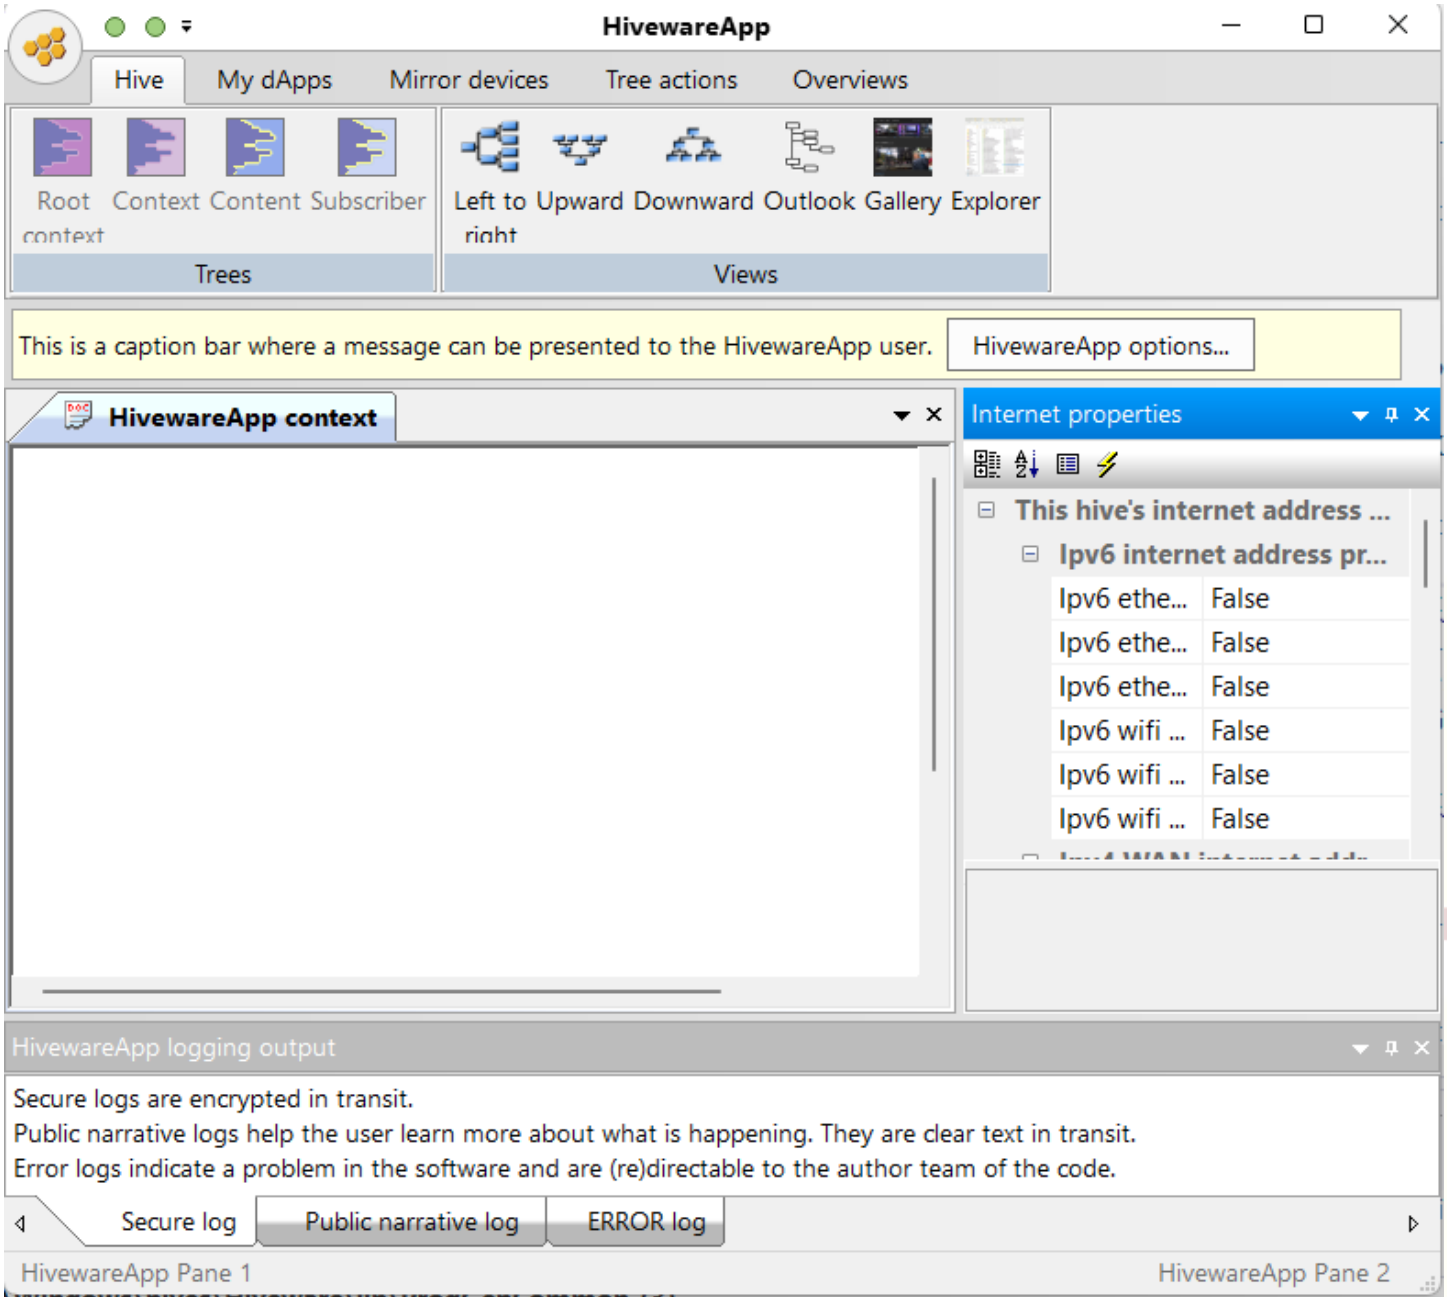 HivewareApp
Hive My dApps Mirror devices Tree actions Overviews
Root context Context Content Subscriber
Left to right Upward Downward Outlook Gallery Explorer
Trees Views
This is a caption bar where a message can be presented to the HivewareApp user. HivewareApp options...
DOC HivewareApp context
Internet properties
This hive's internet address ...
Ipv6 internet address pr...
Ipv6 ethe... False
Ipv6 ethe... False
Ipv6 ethe... False
Ipv6 wifi ... False
Ipv6 wifi ... False
Ipv6 wifi ... False
Ipv4 WAN internet addr
HivewareApp logging output
Secure logs are encrypted in transit.
Public narrative logs help the user learn more about what is happening. They are clear text in transit.
Error logs indicate a problem in the software and are (re)directable to the author team of the code.
Secure log Public narrative log ERROR log
HivewareApp Pane 1 HivewareApp Pane 2